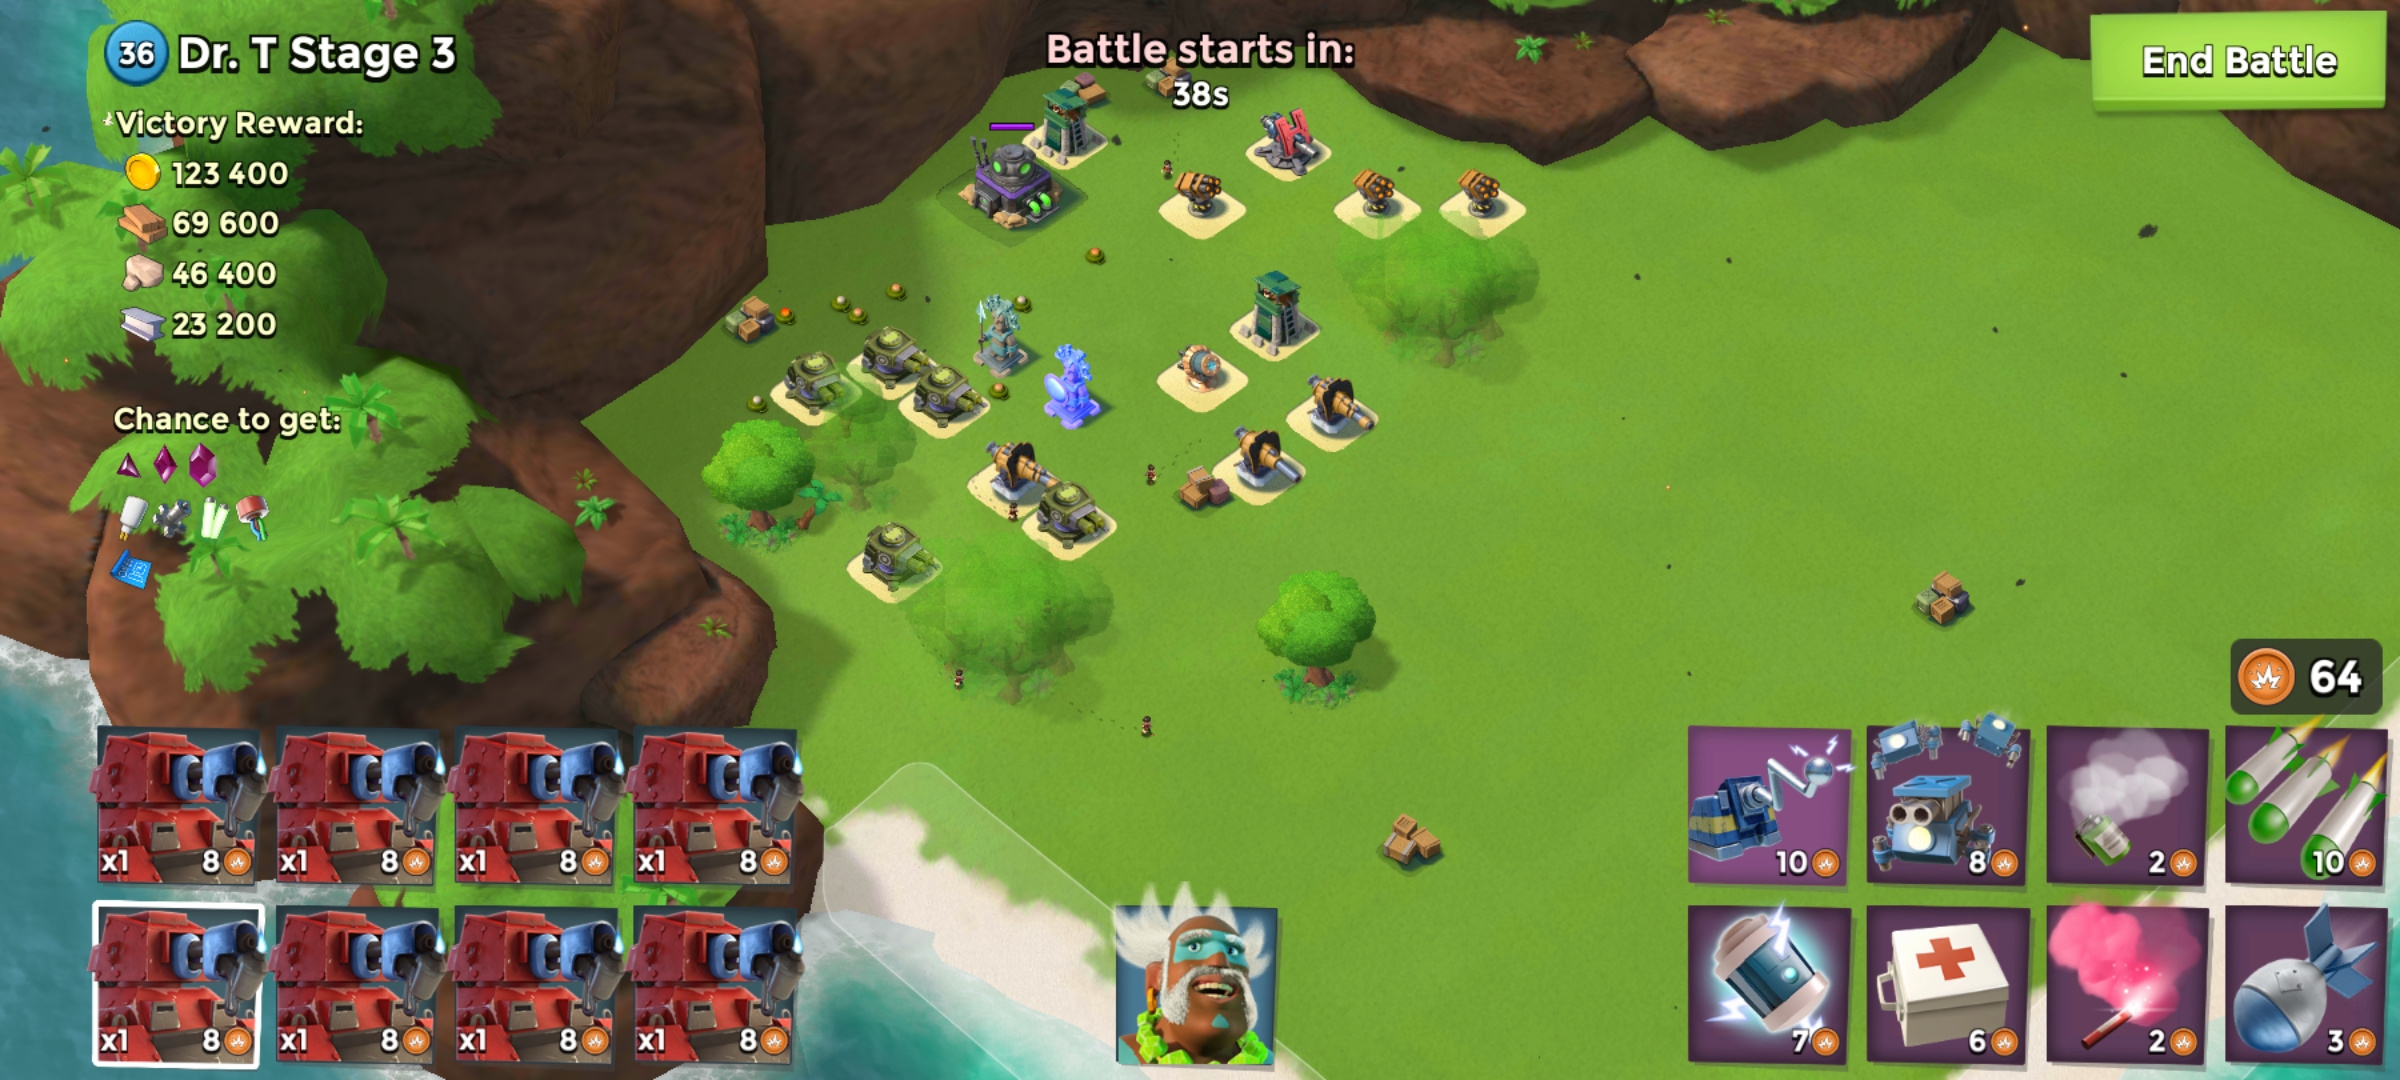 36 Dr. T Stage 3
Battle starts in:
38s
End Battle
Victory Reward:
123 400
69 600
46 400
23 200
Chance to get:
64
x1 8
x1 8
x1 8
x1 8
10
8
2
10
x1 8
x1 8
x1 8
x1 8
7
6
2
3